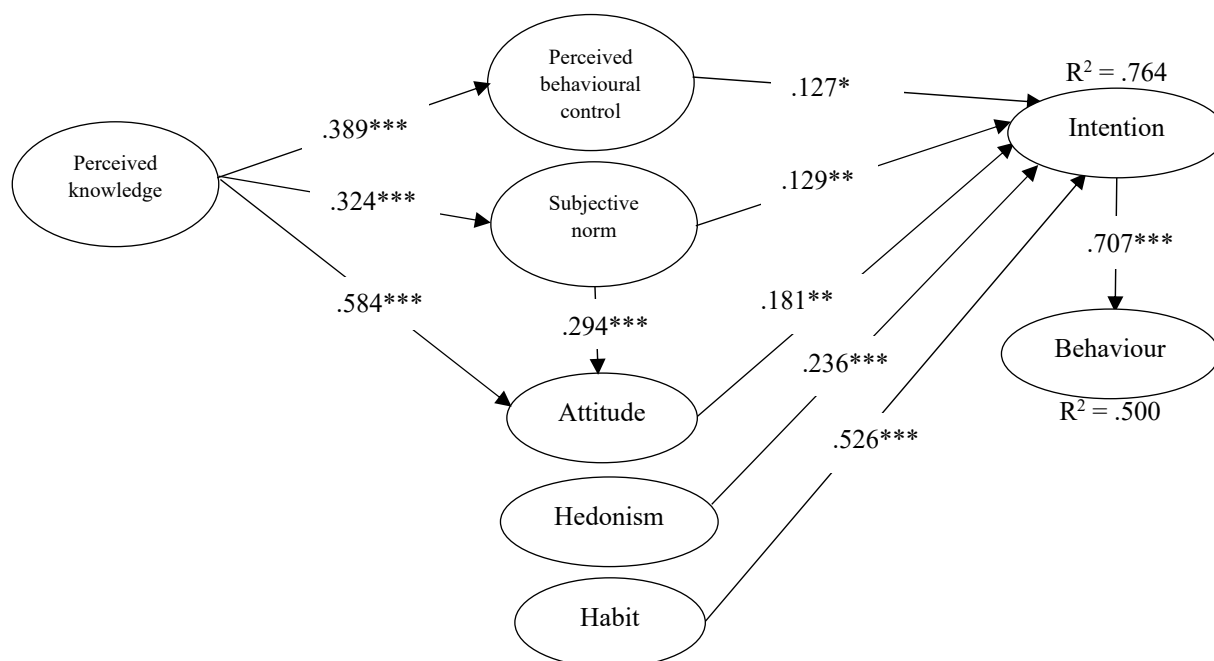 Perceived
behavioural
control
R² = .764
.127*
Intention
.389***
Perceived
knowledge
.324***
Subjective
norm
.129**
.707***
.584***
.294***
.181**
Behaviour
.236***
R² = .500
Attitude
.526***
Hedonism
Habit